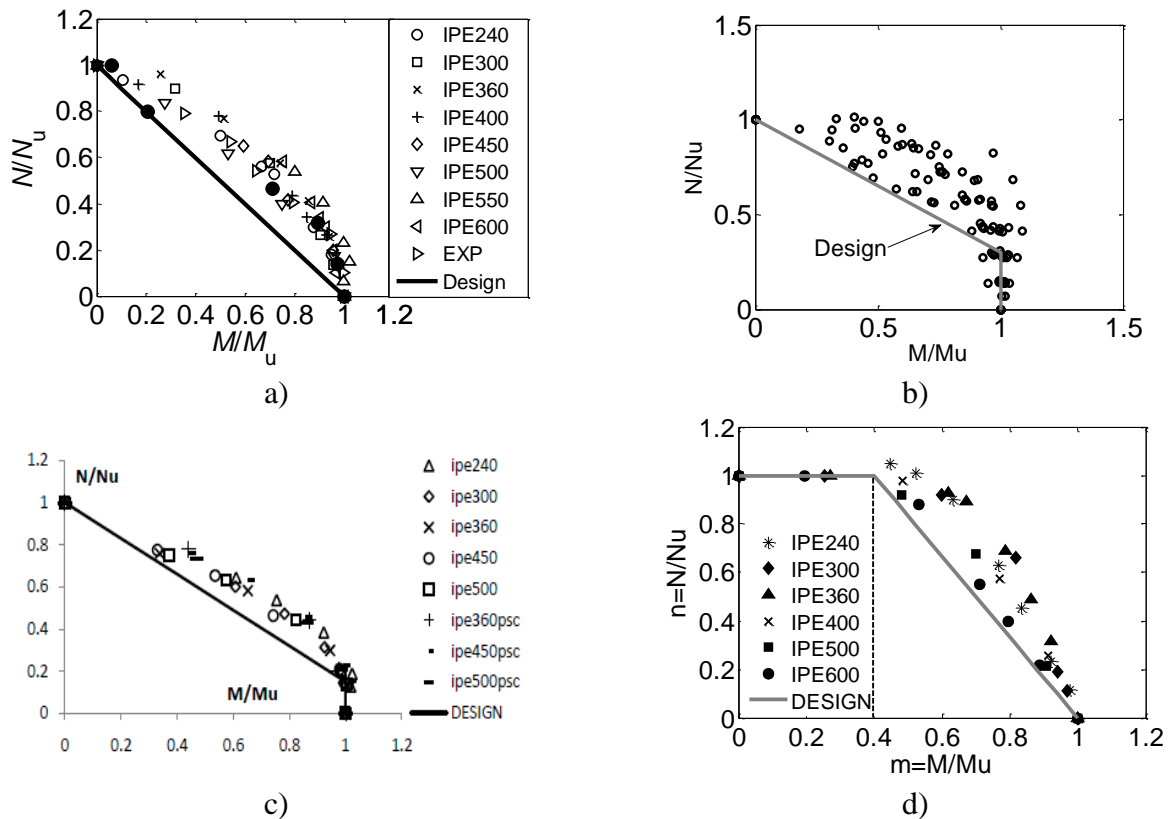 1.2
1
0.8
0.6
0.4
0.2
0
N/Nu
0 0.2 0.4 0.6 0.8 1 1.2
M/Mu
IPE240
IPE300
IPE360
IPE400
IPE450
IPE500
IPE550
IPE600
EXP
Design
a)
1.5
1
0.5
0
N/Nu
Design
0 0.5 1 1.5
M/Mu
b)
1.2
1
0.8
0.6
0.4
0.2
0
N/Nu
M/Mu
0 0.2 0.4 0.6 0.8 1 1.2
ipe240
ipe300
ipe360
ipe450
ipe500
ipe360psc
ipe450psc
ipe500psc
DESIGN
c)
1.2
1
0.8
0.6
0.4
0.2
0
n=N/Nu
IPE240
IPE300
IPE360
IPE400
IPE500
IPE600
DESIGN
0 0.2 0.4 0.6 0.8 1 1.2
m=M/Mu
d)